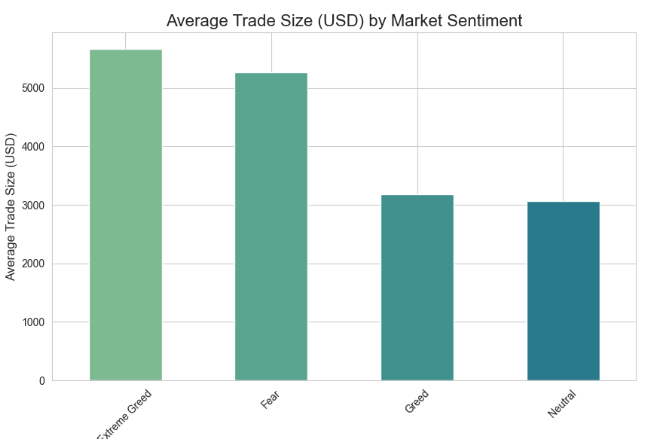 Average Trade Size (USD) by Market Sentiment
Average Trade Size (USD)
5000
4000
3000
2000
1000
0
Extreme Greed
Fear
Greed
Neutral